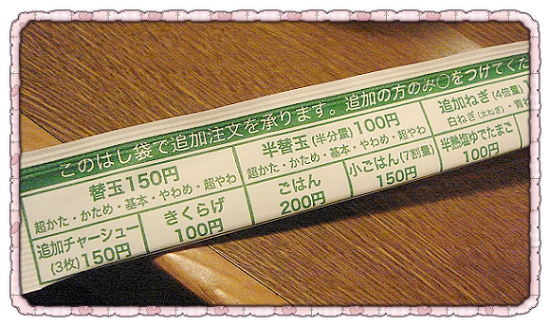 このはし袋で追加注文を承ります。追加の方のみ○をつけてくだ
替玉150円
超かた・かため・基本・やわめ・超やわ
半替玉(半分量)100円
超かため・かため・基本・やわめ・超やわ
追加ねぎ(4倍量)
白ねぎ(太ねぎ)・青ね
追加チャーシュー
(3枚)150円
きくらげ
100円
ごはん
200円
小ごはん(7割量)
150円
半熟塩ゆでたまご
100円